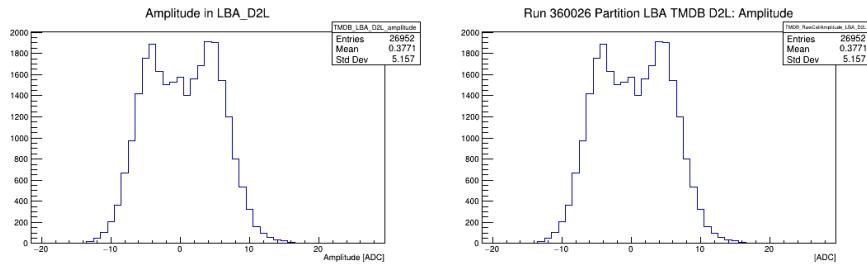 Amplitude in LBA_D2L
TMDB_LBA_D2L_amplitude
Entries 26952
Mean 0.3771
Std Dev 5.157
2000
1800
1600
1400
1200
1000
800
600
400
200
0
−20 −10 0 10 20
Amplitude [ADC]
Run 360026 Partition LBA TMDB D2L: Amplitude
TMDB_RawCellAmplitude_LBA_D2L
Entries 26952
Mean 0.3771
Std Dev 5.157
2000
1800
1600
1400
1200
1000
800
600
400
200
0
−20 −10 0 10 20
[ADC]